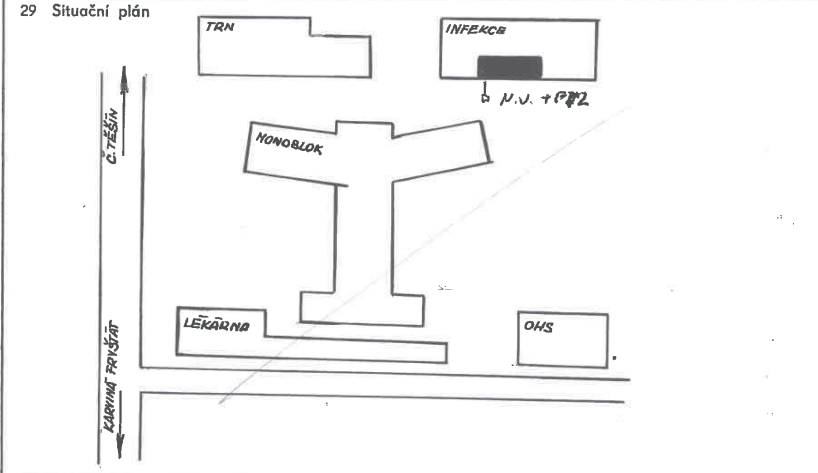 29 Situační plán
TRN
INFEKCE
N.V. +
Č. TĚŠÍN
MONOBLOK
LÉKÁRNA
OHS
KARVINÁ FRYŠTÁT